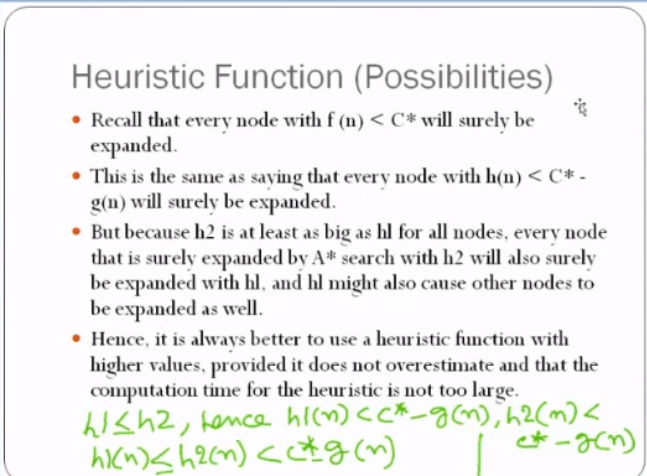 Heuristic Function (Possibilities)
• Recall that every node with f (n) < C* will surely be
expanded.
• This is the same as saying that every node with h(n) < C* -
g(n) will surely be expanded.
• But because h2 is at least as big as hl for all nodes, every node
that is surely expanded by A* search with h2 will also surely
be expanded with hl, and hl might also cause other nodes to
be expanded as well.
• Hence, it is always better to use a heuristic function with
higher values, provided it does not overestimate and that the
computation time for the heuristic is not too large.
h1≤h2, hence h1(n)<c*-g(n), h2(n)<
c*-g(n)
h1(n)≤h2(n)<c*-g(n)